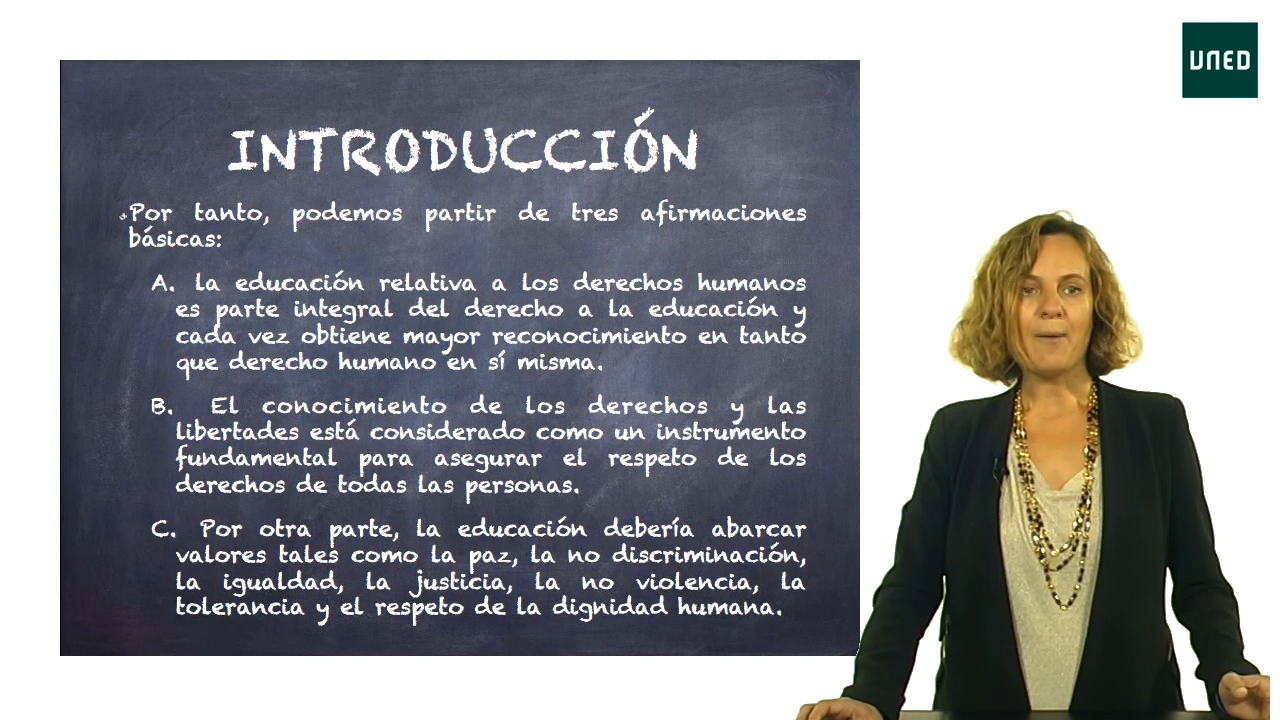 UNED
INTRODUCCIÓN
Por tanto, podemos partir de tres afirmaciones
básicas:
A. la educación relativa a los derechos humanos
es parte integral del derecho a la educación y
cada vez obtiene mayor reconocimiento en tanto
que derecho humano en sí misma.
B. El conocimiento de los derechos y las
libertades está considerado como un instrumento
fundamental para asegurar el respeto de los
derechos de todas las personas.
C. Por otra parte, la educación debería abarcar
valores tales como la paz, la no discriminación,
la igualdad, la justicia, la no violencia, la
tolerancia y el respeto de la dignidad humana.